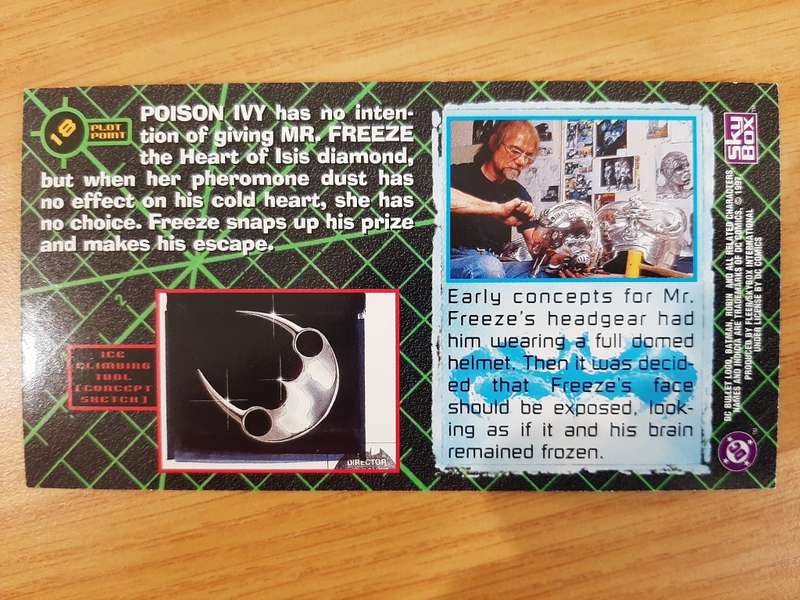 18
PLOT
POINT
POISON IVY has no inten-
tion of giving MR. FREEZE
the Heart of Isis diamond,
but when her pheromone dust has
no effect on his cold heart, she has
no choice. Freeze snaps up his prize
and makes his escape.
ICE
CLIMBING
TOOL
[CONCEPT
SKETCH]
DIRECTOR
Early concepts for Mr.
Freeze's headgear had
him wearing a full domed
helmet. Then it was decid-
ed that Freeze's face
should be exposed, look-
ing as if it and his brain
remained frozen.
SkyBox
DC BULLET LOGO, BATMAN, ROBIN AND ALL RELATED CHARACTERS,
NAMES AND INDICIA ARE TRADEMARKS OF DC COMICS. © 1997.
PRODUCED BY FLEER/SKYBOX INTERNATIONAL
UNDER LICENSE BY DC COMICS
DC